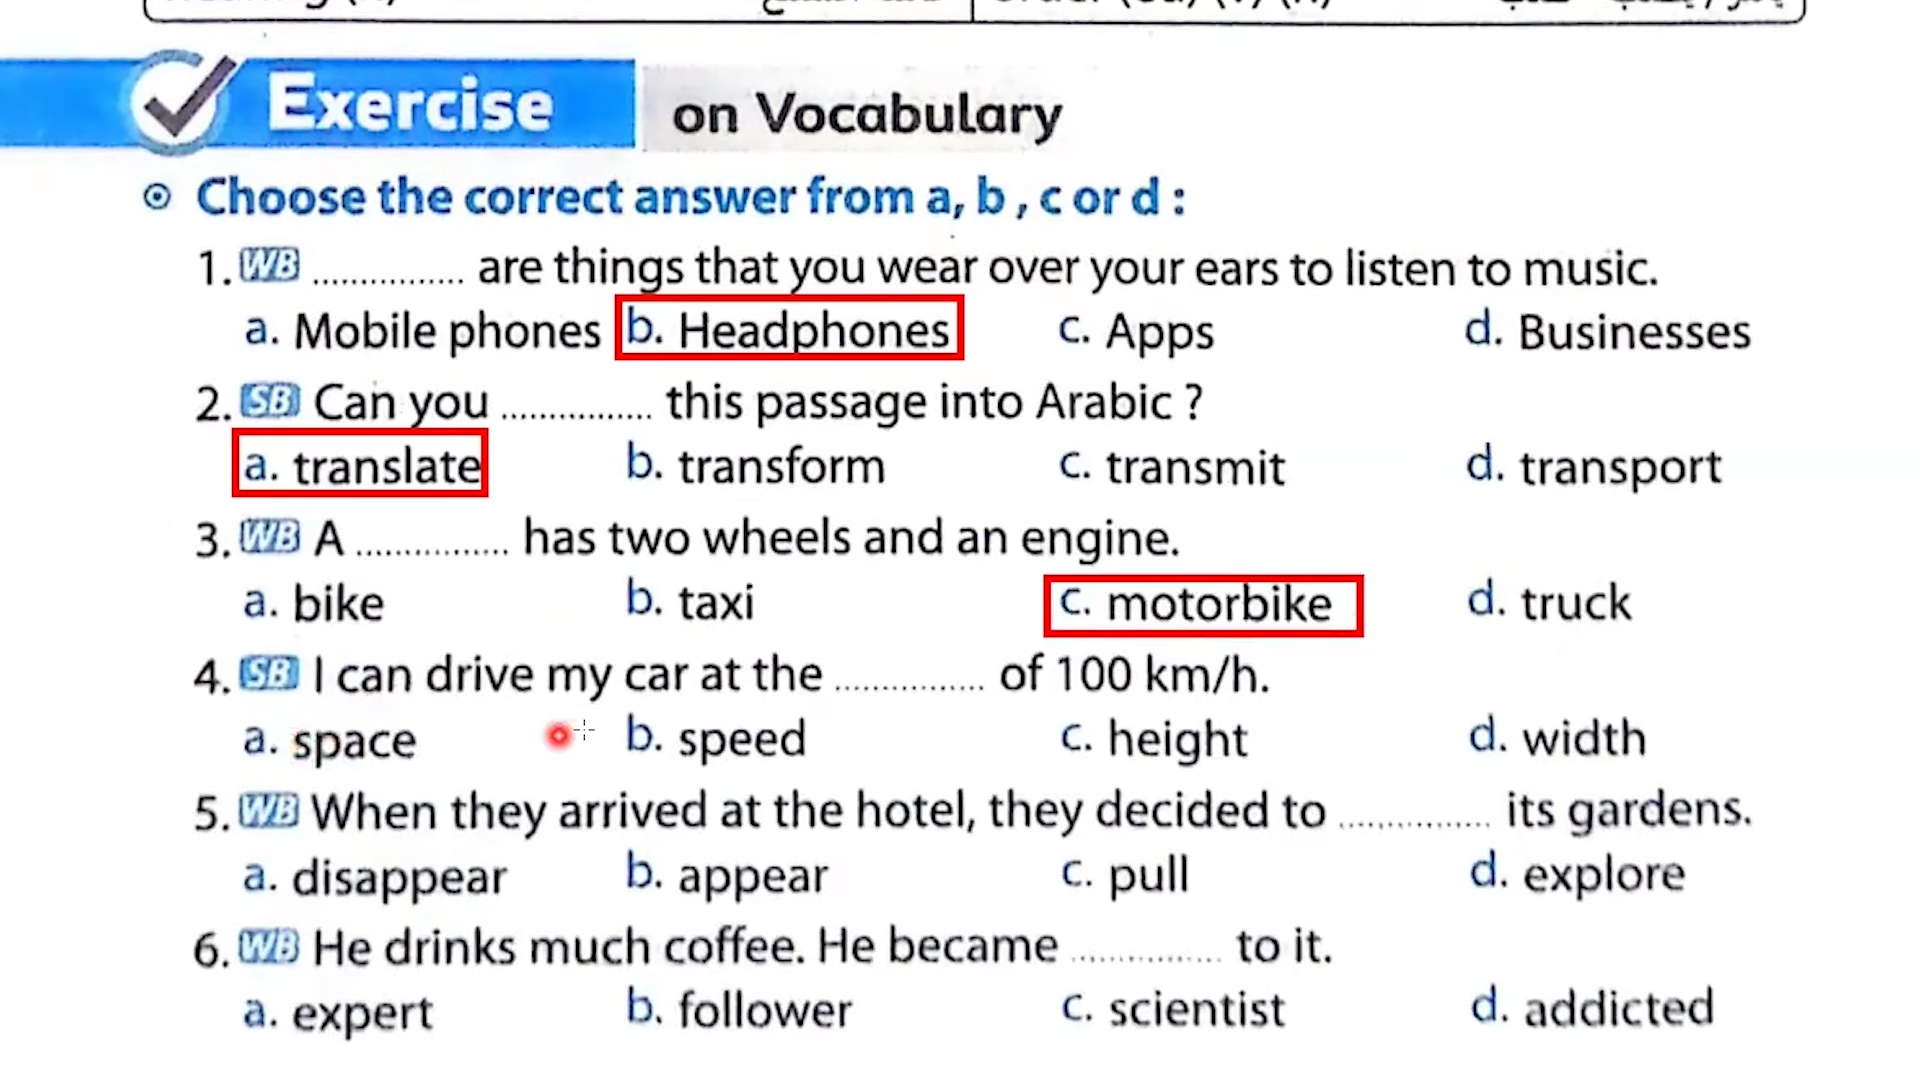 Exercise on Vocabulary
Choose the correct answer from a, b , c or d :
1. WB ............... are things that you wear over your ears to listen to music.
a. Mobile phones b. Headphones c. Apps d. Businesses
2. SB Can you ............... this passage into Arabic ?
a. translate b. transform c. transmit d. transport
3. WB A ............... has two wheels and an engine.
a. bike b. taxi c. motorbike d. truck
4. SB I can drive my car at the ............... of 100 km/h.
a. space b. speed c. height d. width
5. WB When they arrived at the hotel, they decided to ............... its gardens.
a. disappear b. appear c. pull d. explore
6. WB He drinks much coffee. He became ............... to it.
a. expert b. follower c. scientist d. addicted